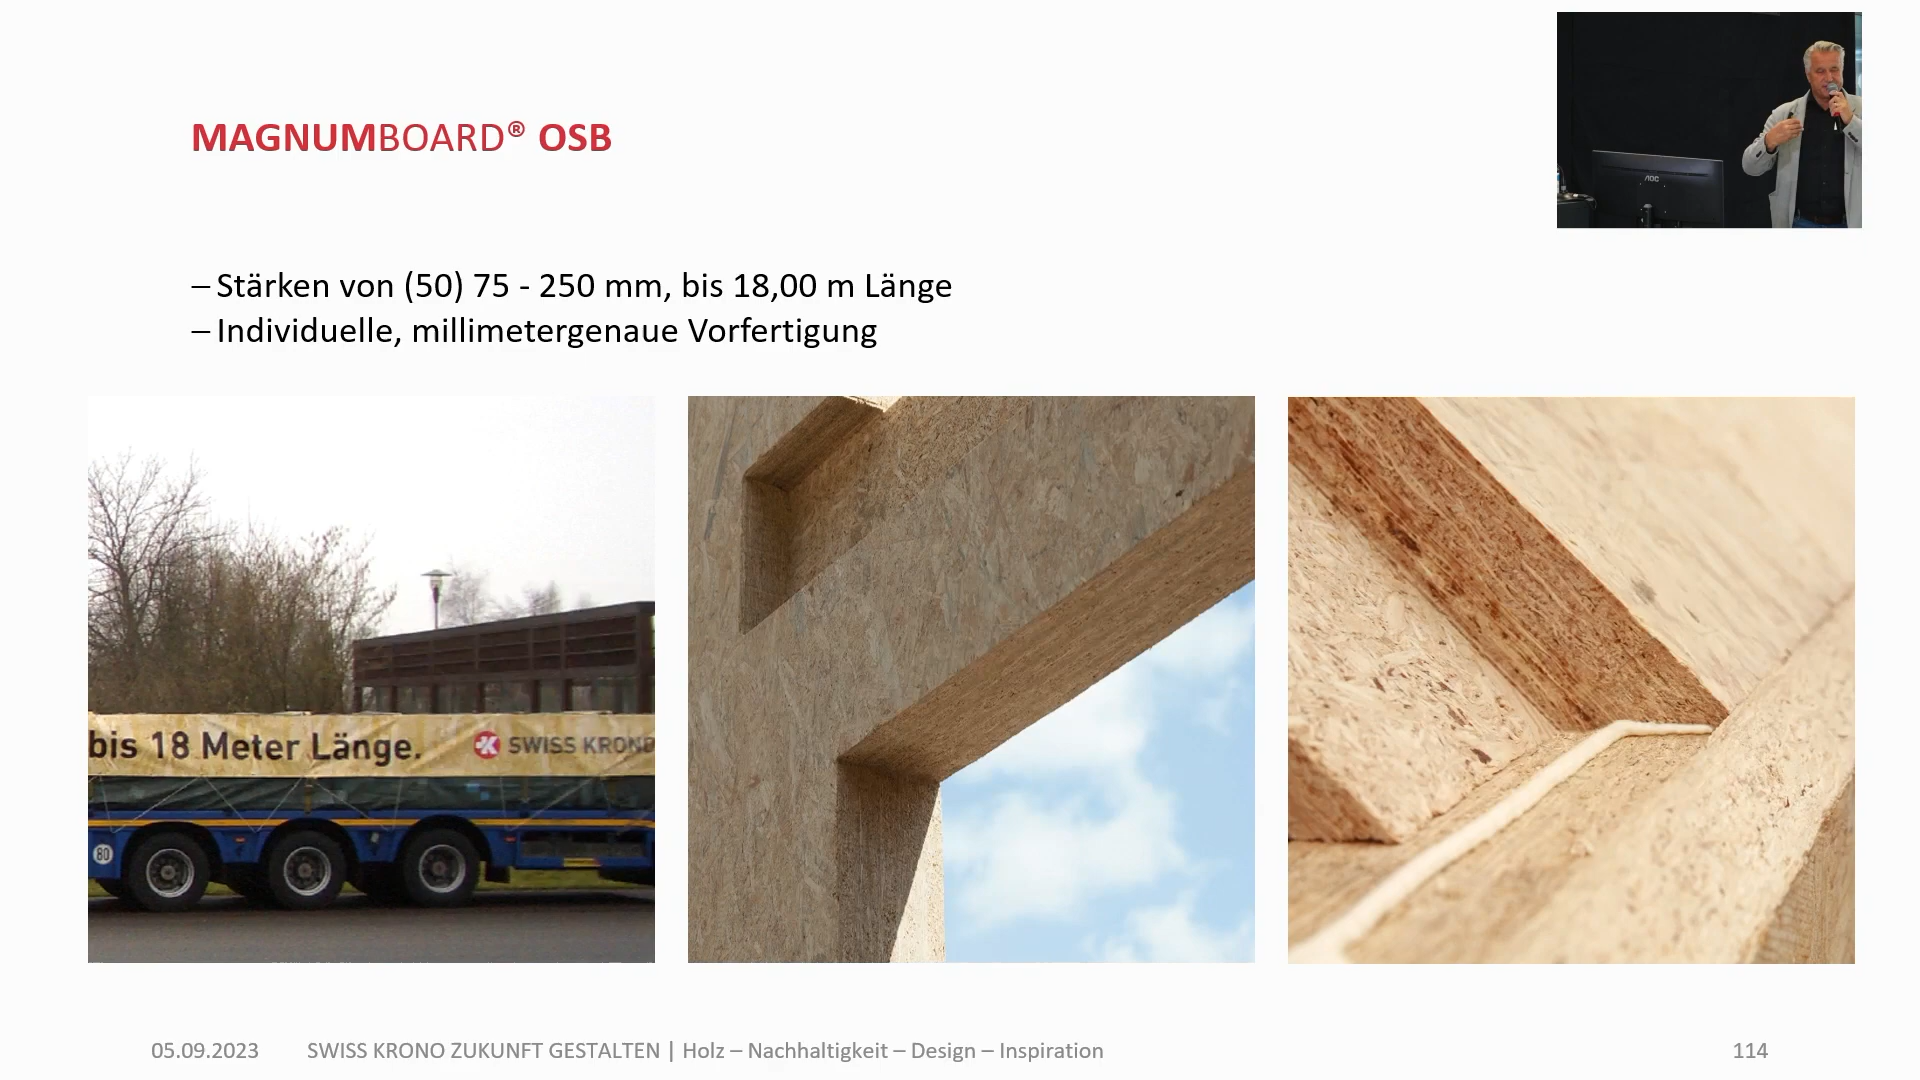 MAGNUMBOARD® OSB
– Stärken von (50) 75 - 250 mm, bis 18,00 m Länge
– Individuelle, millimetergenaue Vorfertigung
AOC
bis 18 Meter Länge. SWISS KRONO
80
05.09.2023 SWISS KRONO ZUKUNFT GESTALTEN | Holz – Nachhaltigkeit – Design – Inspiration 114